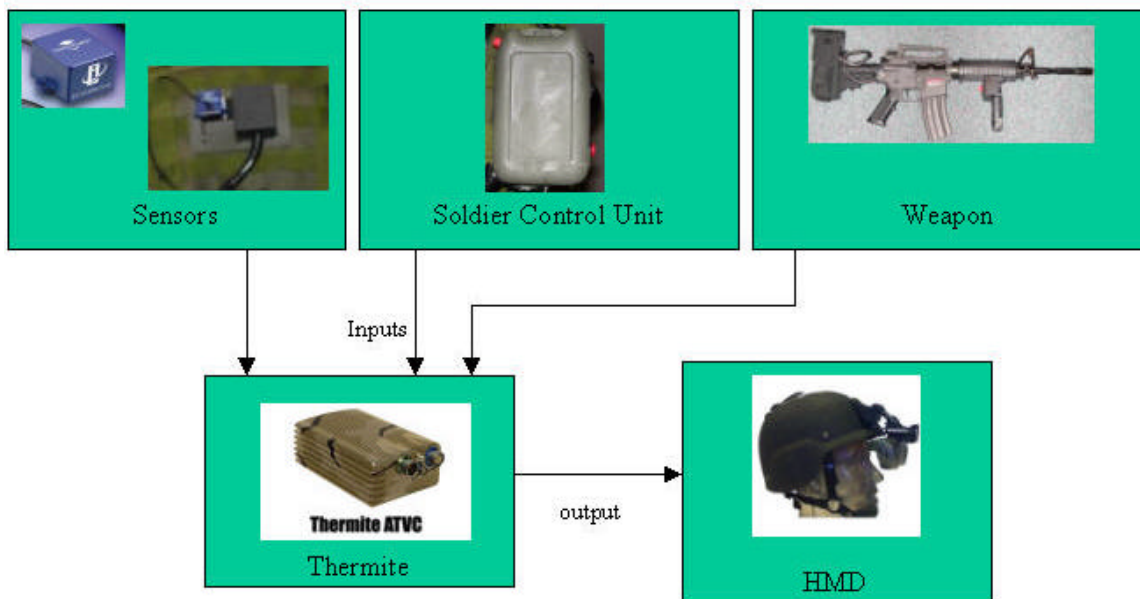 Sensors
Soldier Control Unit
Weapon
Inputs
Thermite ATVC
output
Thermite
HMD